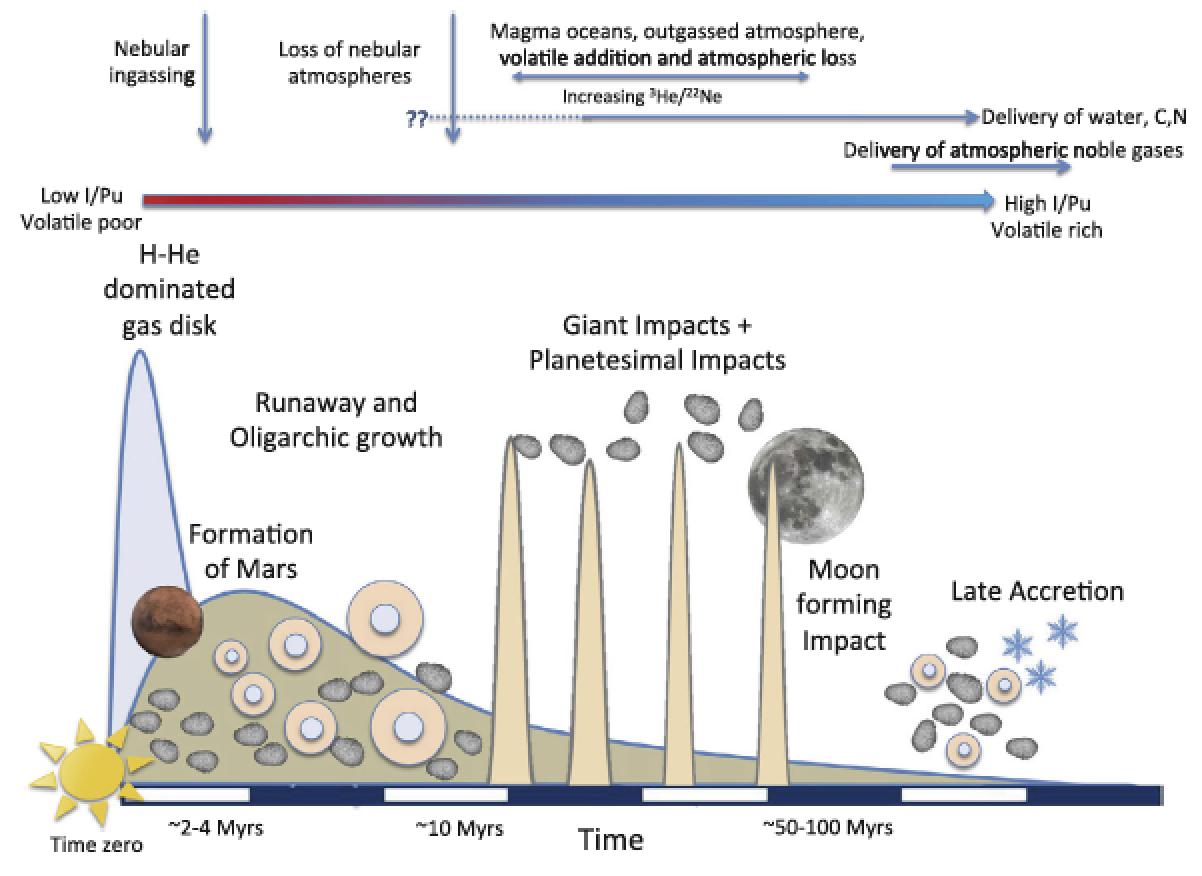 Nebular
ingassing
Loss of nebular
atmospheres
Magma oceans, outgassed atmosphere,
volatile addition and atmospheric loss
Increasing ³He/²²Ne
??
Delivery of water, C,N
Delivery of atmospheric noble gases
Low I/Pu
Volatile poor
High I/Pu
Volatile rich
H-He
dominated
gas disk
Giant Impacts +
Planetesimal Impacts
Runaway and
Oligarchic growth
Formation
of Mars
Moon
forming
Impact
Late Accretion
Time zero
~2-4 Myrs
~10 Myrs
Time
~50-100 Myrs